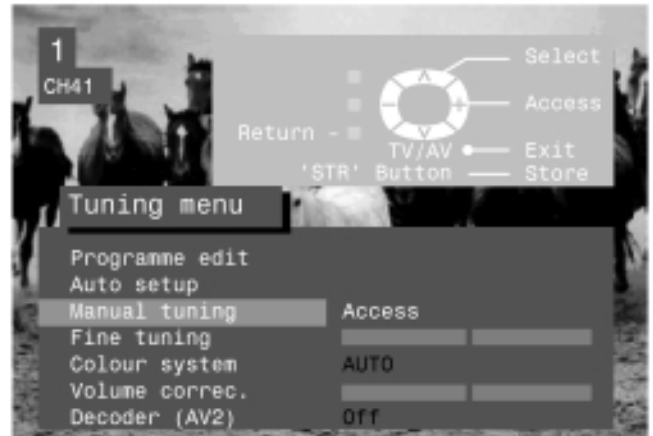 1
CH41
Select
Access
Return
TV/AV Exit
'STR' Button Store
Tuning menu
Programme edit
Auto setup
Manual tuning Access
Fine tuning
Colour system AUTO
Volume correc.
Decoder (AV2) Off